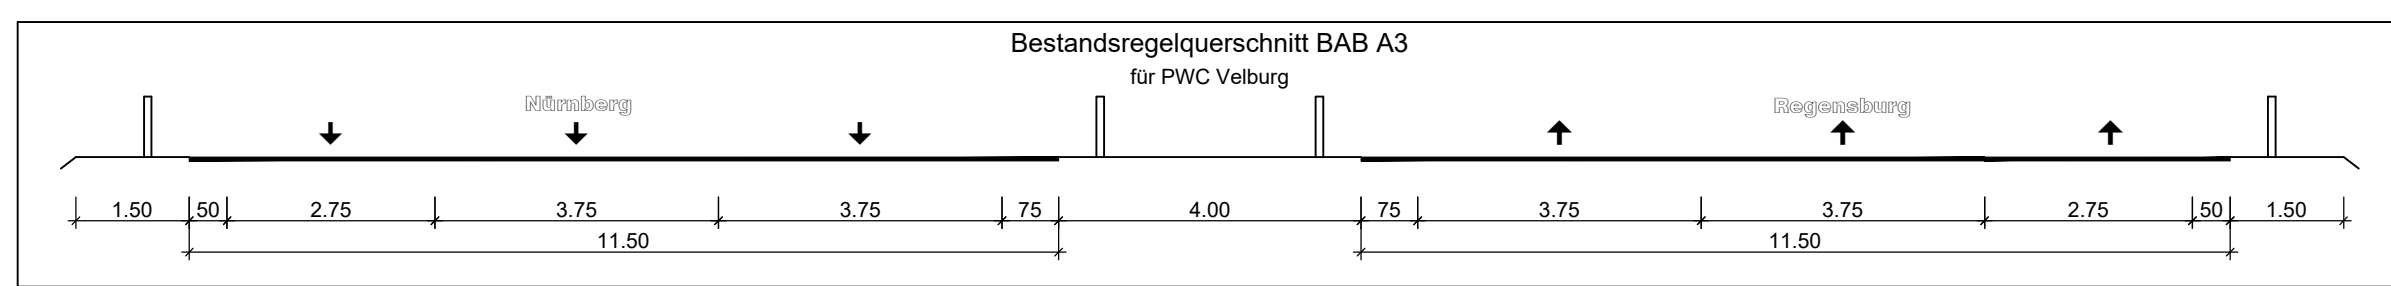 Bestandsregelquerschnitt BAB A3
für PWC Velburg
Nürnberg Regensburg
1.50 50 2.75 3.75 3.75 75 4.00 75 3.75 3.75 2.75 50 1.50
11.50 11.50